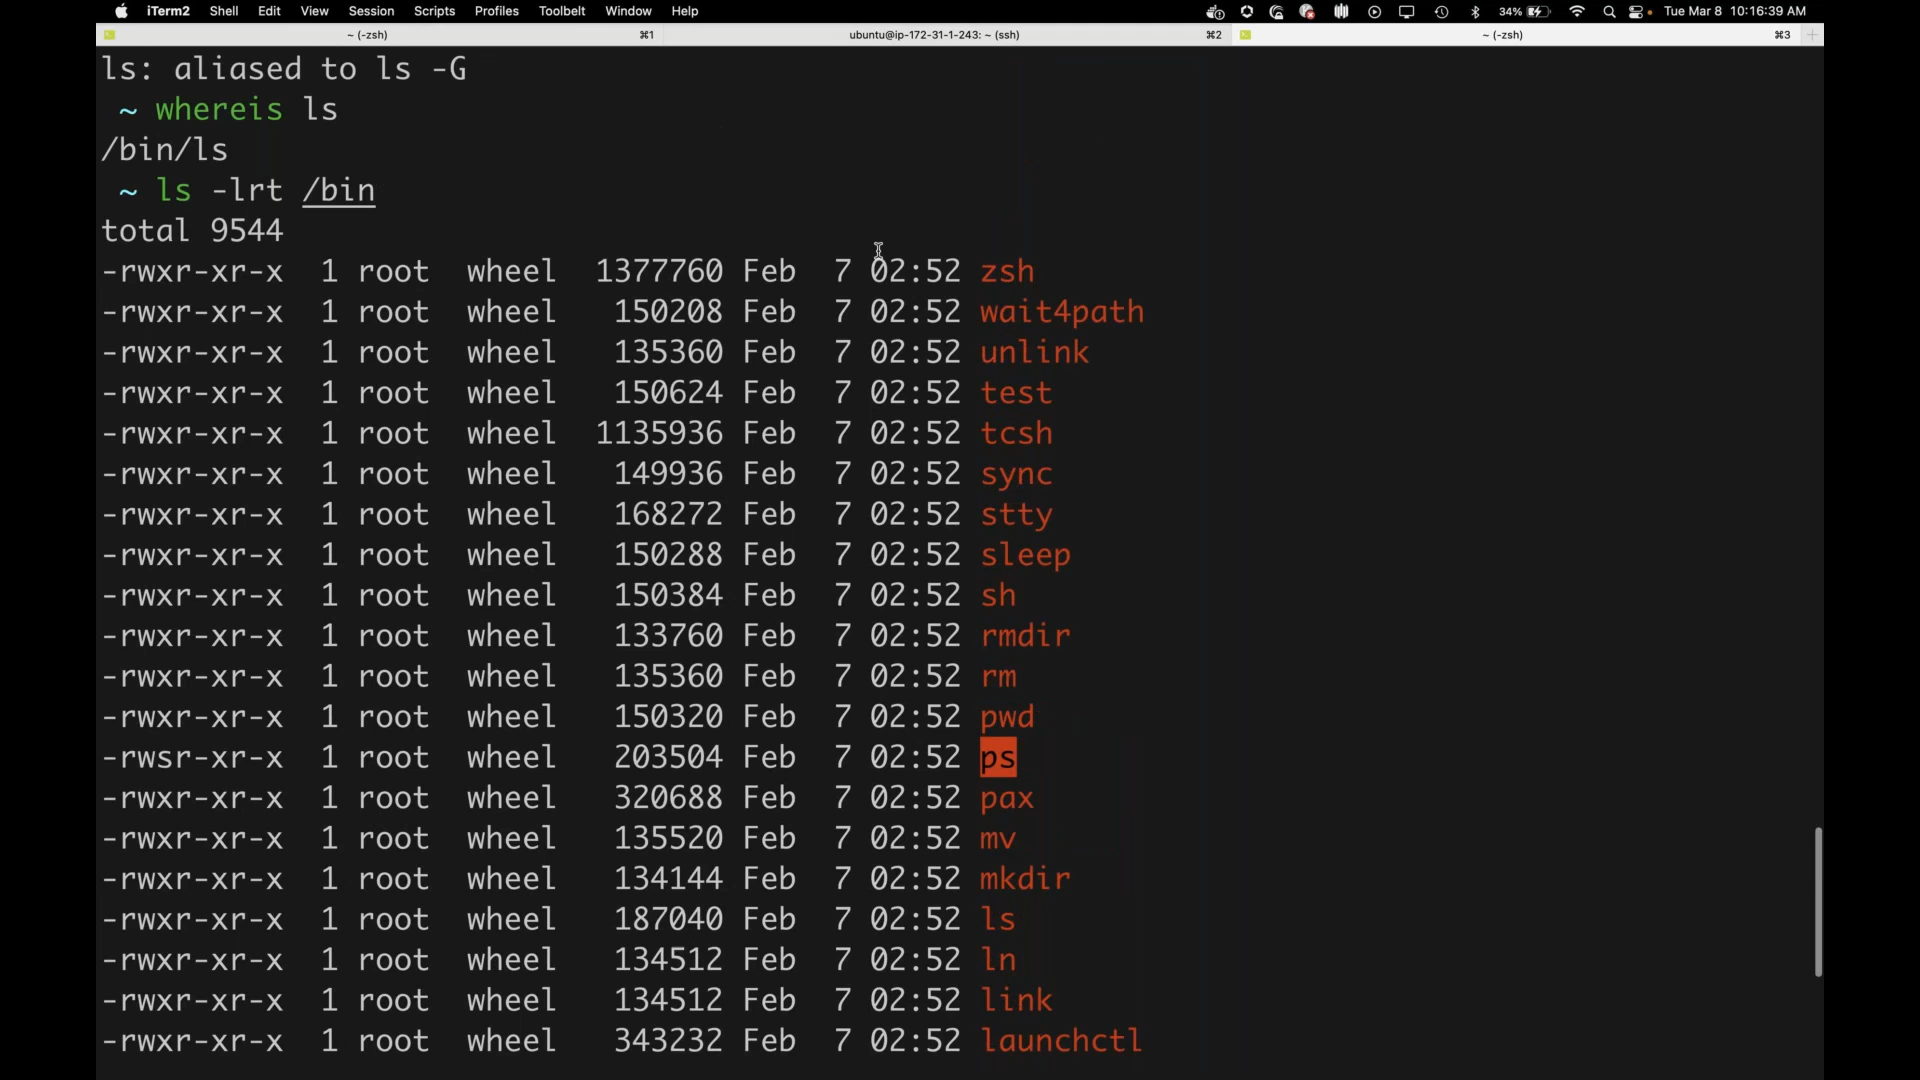 iTerm2 Shell Edit View Session Scripts Profiles Toolbelt Window Help 34% Tue Mar 8 10:16:39 AM
~ (-zsh) ⌘1 ubuntu@ip-172-31-1-243: ~ (ssh) ⌘2 ~ (-zsh) ⌘3
ls: aliased to ls -G
~ whereis ls
/bin/ls
~ ls -lrt /bin
total 9544
-rwxr-xr-x 1 root wheel 1377760 Feb 7 02:52 zsh
-rwxr-xr-x 1 root wheel 150208 Feb 7 02:52 wait4path
-rwxr-xr-x 1 root wheel 135360 Feb 7 02:52 unlink
-rwxr-xr-x 1 root wheel 150624 Feb 7 02:52 test
-rwxr-xr-x 1 root wheel 1135936 Feb 7 02:52 tcsh
-rwxr-xr-x 1 root wheel 149936 Feb 7 02:52 sync
-rwxr-xr-x 1 root wheel 168272 Feb 7 02:52 stty
-rwxr-xr-x 1 root wheel 150288 Feb 7 02:52 sleep
-rwxr-xr-x 1 root wheel 150384 Feb 7 02:52 sh
-rwxr-xr-x 1 root wheel 133760 Feb 7 02:52 rmdir
-rwxr-xr-x 1 root wheel 135360 Feb 7 02:52 rm
-rwxr-xr-x 1 root wheel 150320 Feb 7 02:52 pwd
-rwsr-xr-x 1 root wheel 203504 Feb 7 02:52 ps
-rwxr-xr-x 1 root wheel 320688 Feb 7 02:52 pax
-rwxr-xr-x 1 root wheel 135520 Feb 7 02:52 mv
-rwxr-xr-x 1 root wheel 134144 Feb 7 02:52 mkdir
-rwxr-xr-x 1 root wheel 187040 Feb 7 02:52 ls
-rwxr-xr-x 1 root wheel 134512 Feb 7 02:52 ln
-rwxr-xr-x 1 root wheel 134512 Feb 7 02:52 link
-rwxr-xr-x 1 root wheel 343232 Feb 7 02:52 launchctl